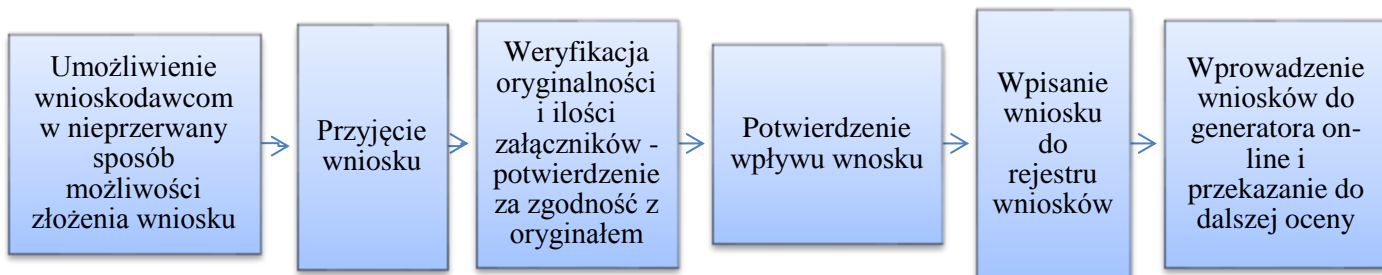 Umożliwienie
wnioskodawcom
w nieprzerwany
sposób
możliwości
złożenia wniosku
Przyjęcie
wniosku
Weryfikacja
oryginalności
i ilości
załączników -
potwierdzenie
za zgodność z
oryginałem
Potwierdzenie
wpływu wnosku
Wpisanie
wniosku
do
rejestru
wniosków
Wprowadzenie
wniosków do
generatora on-
line i
przekazanie do
dalszej oceny